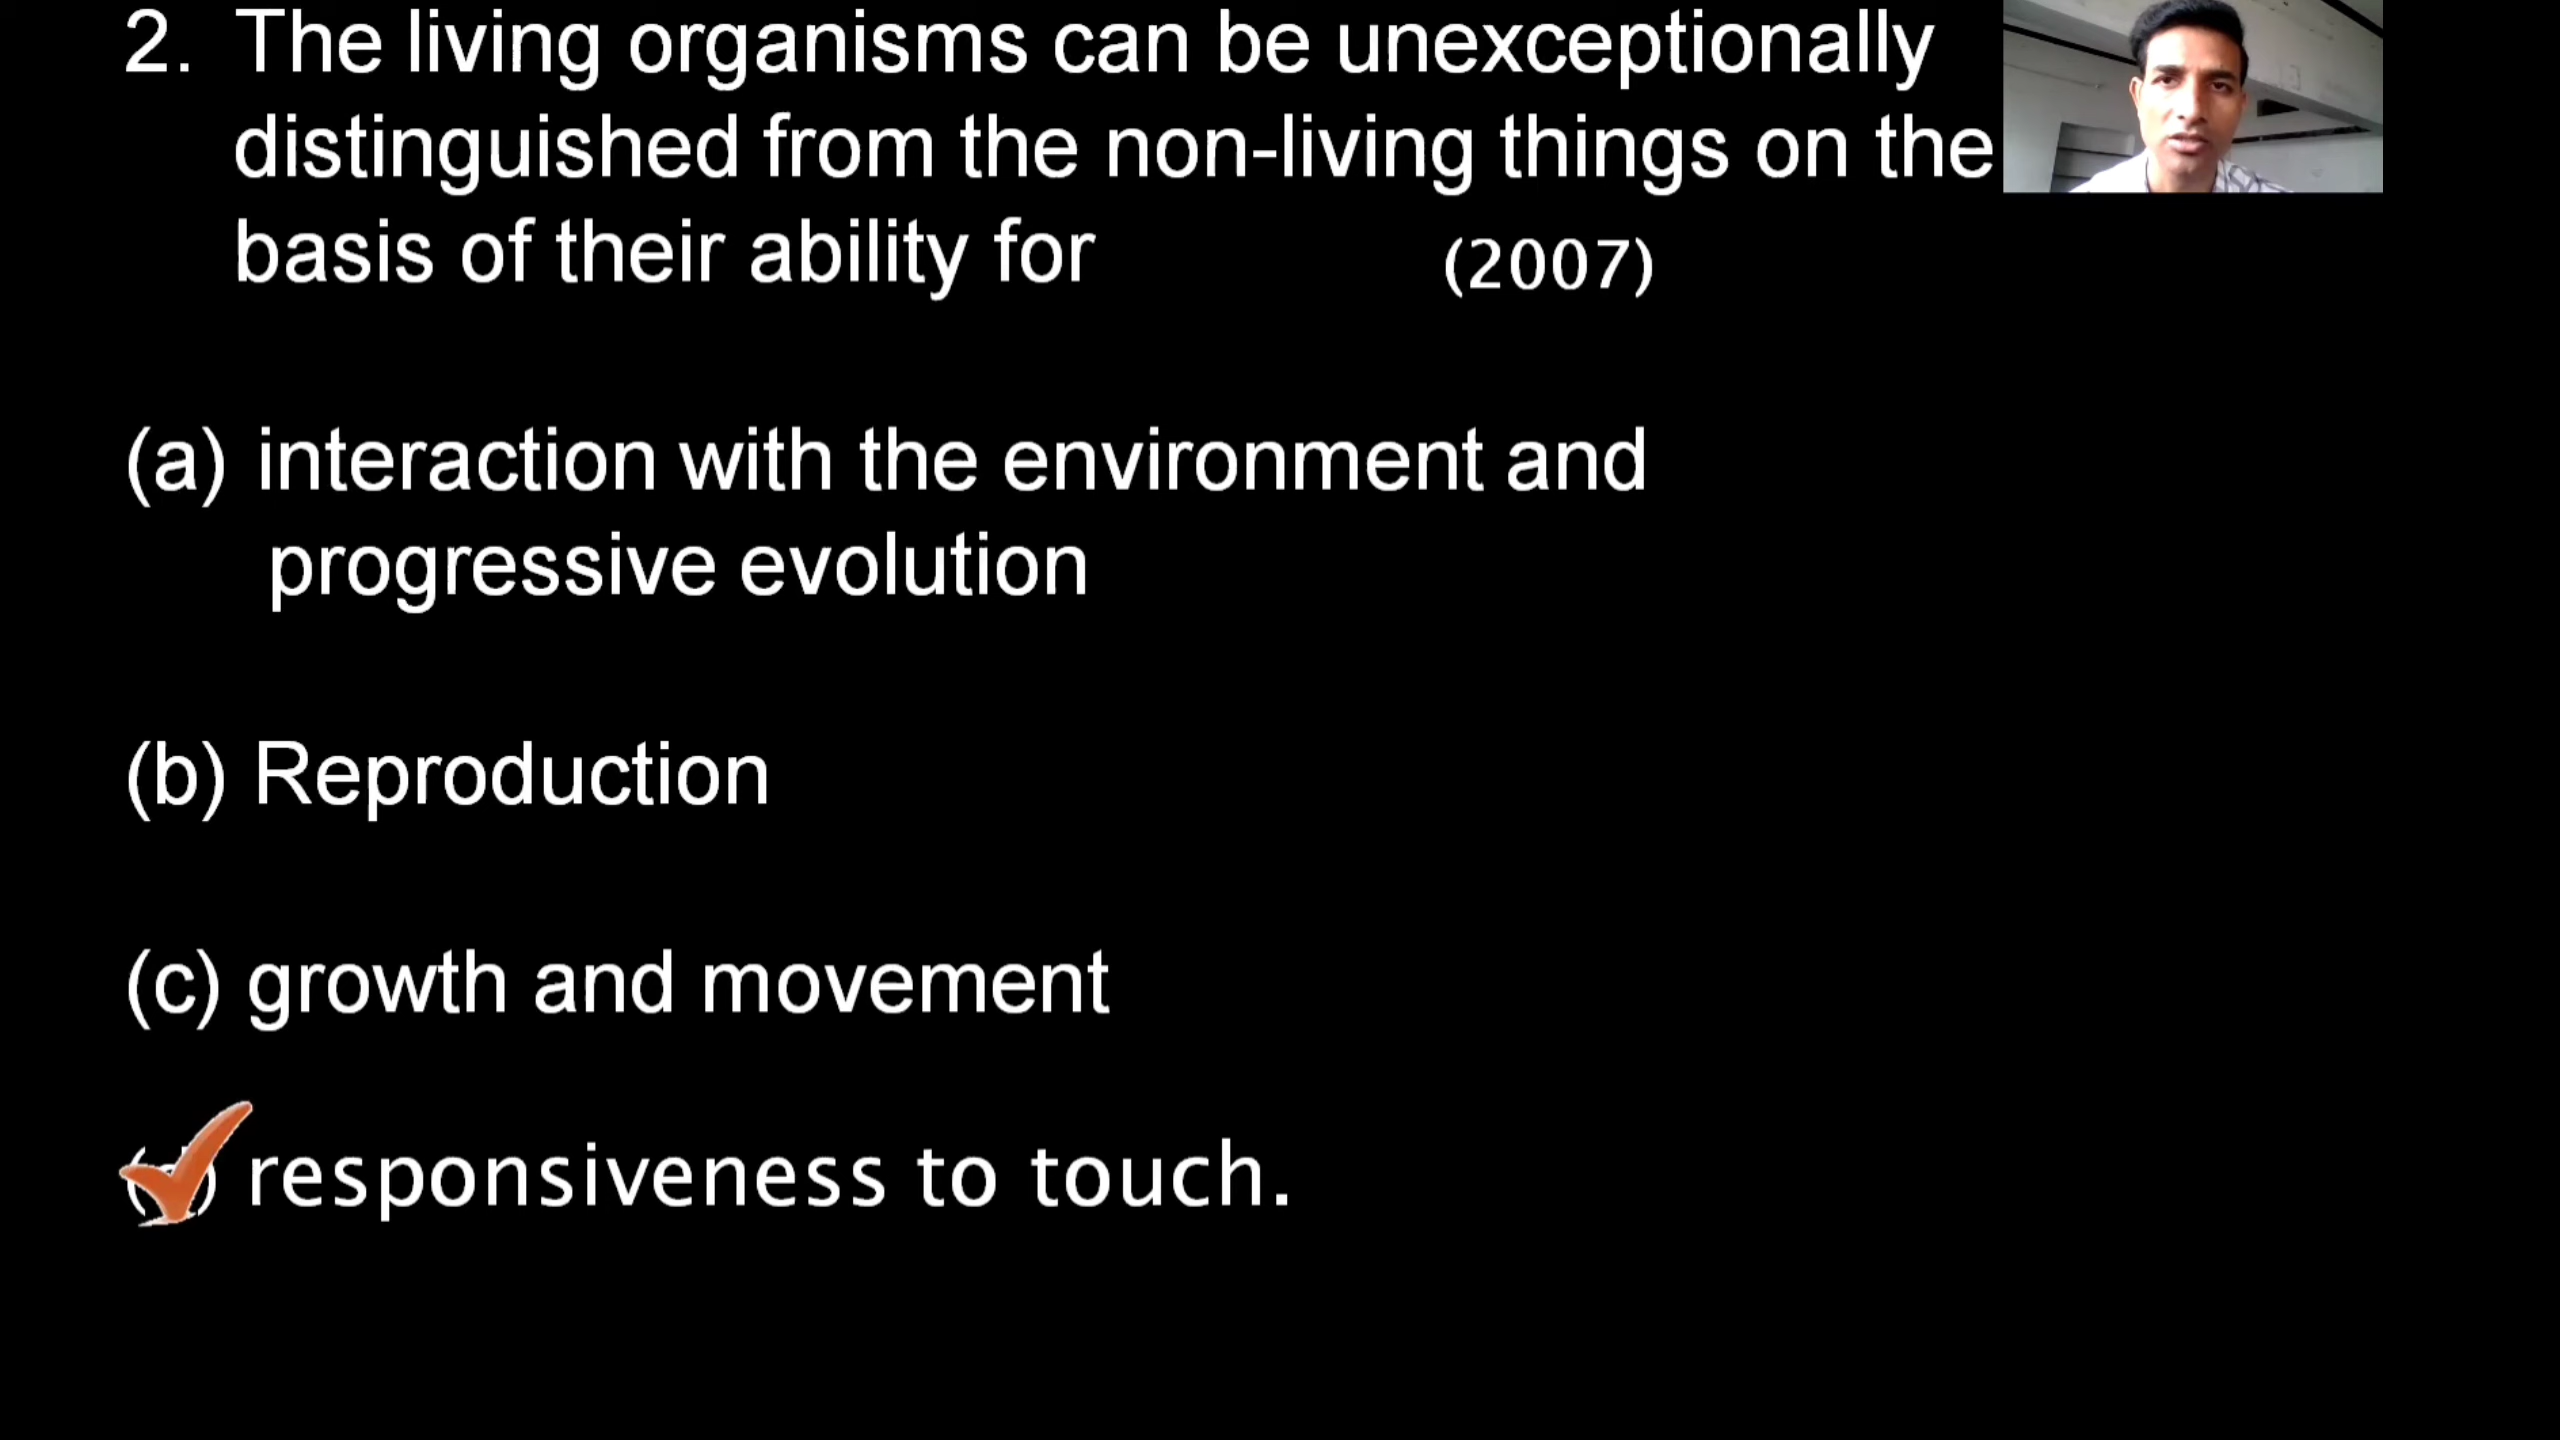 2. The living organisms can be unexceptionally
distinguished from the non-living things on the
basis of their ability for (2007)
(a) interaction with the environment and
progressive evolution
(b) Reproduction
(c) growth and movement
responsiveness to touch.